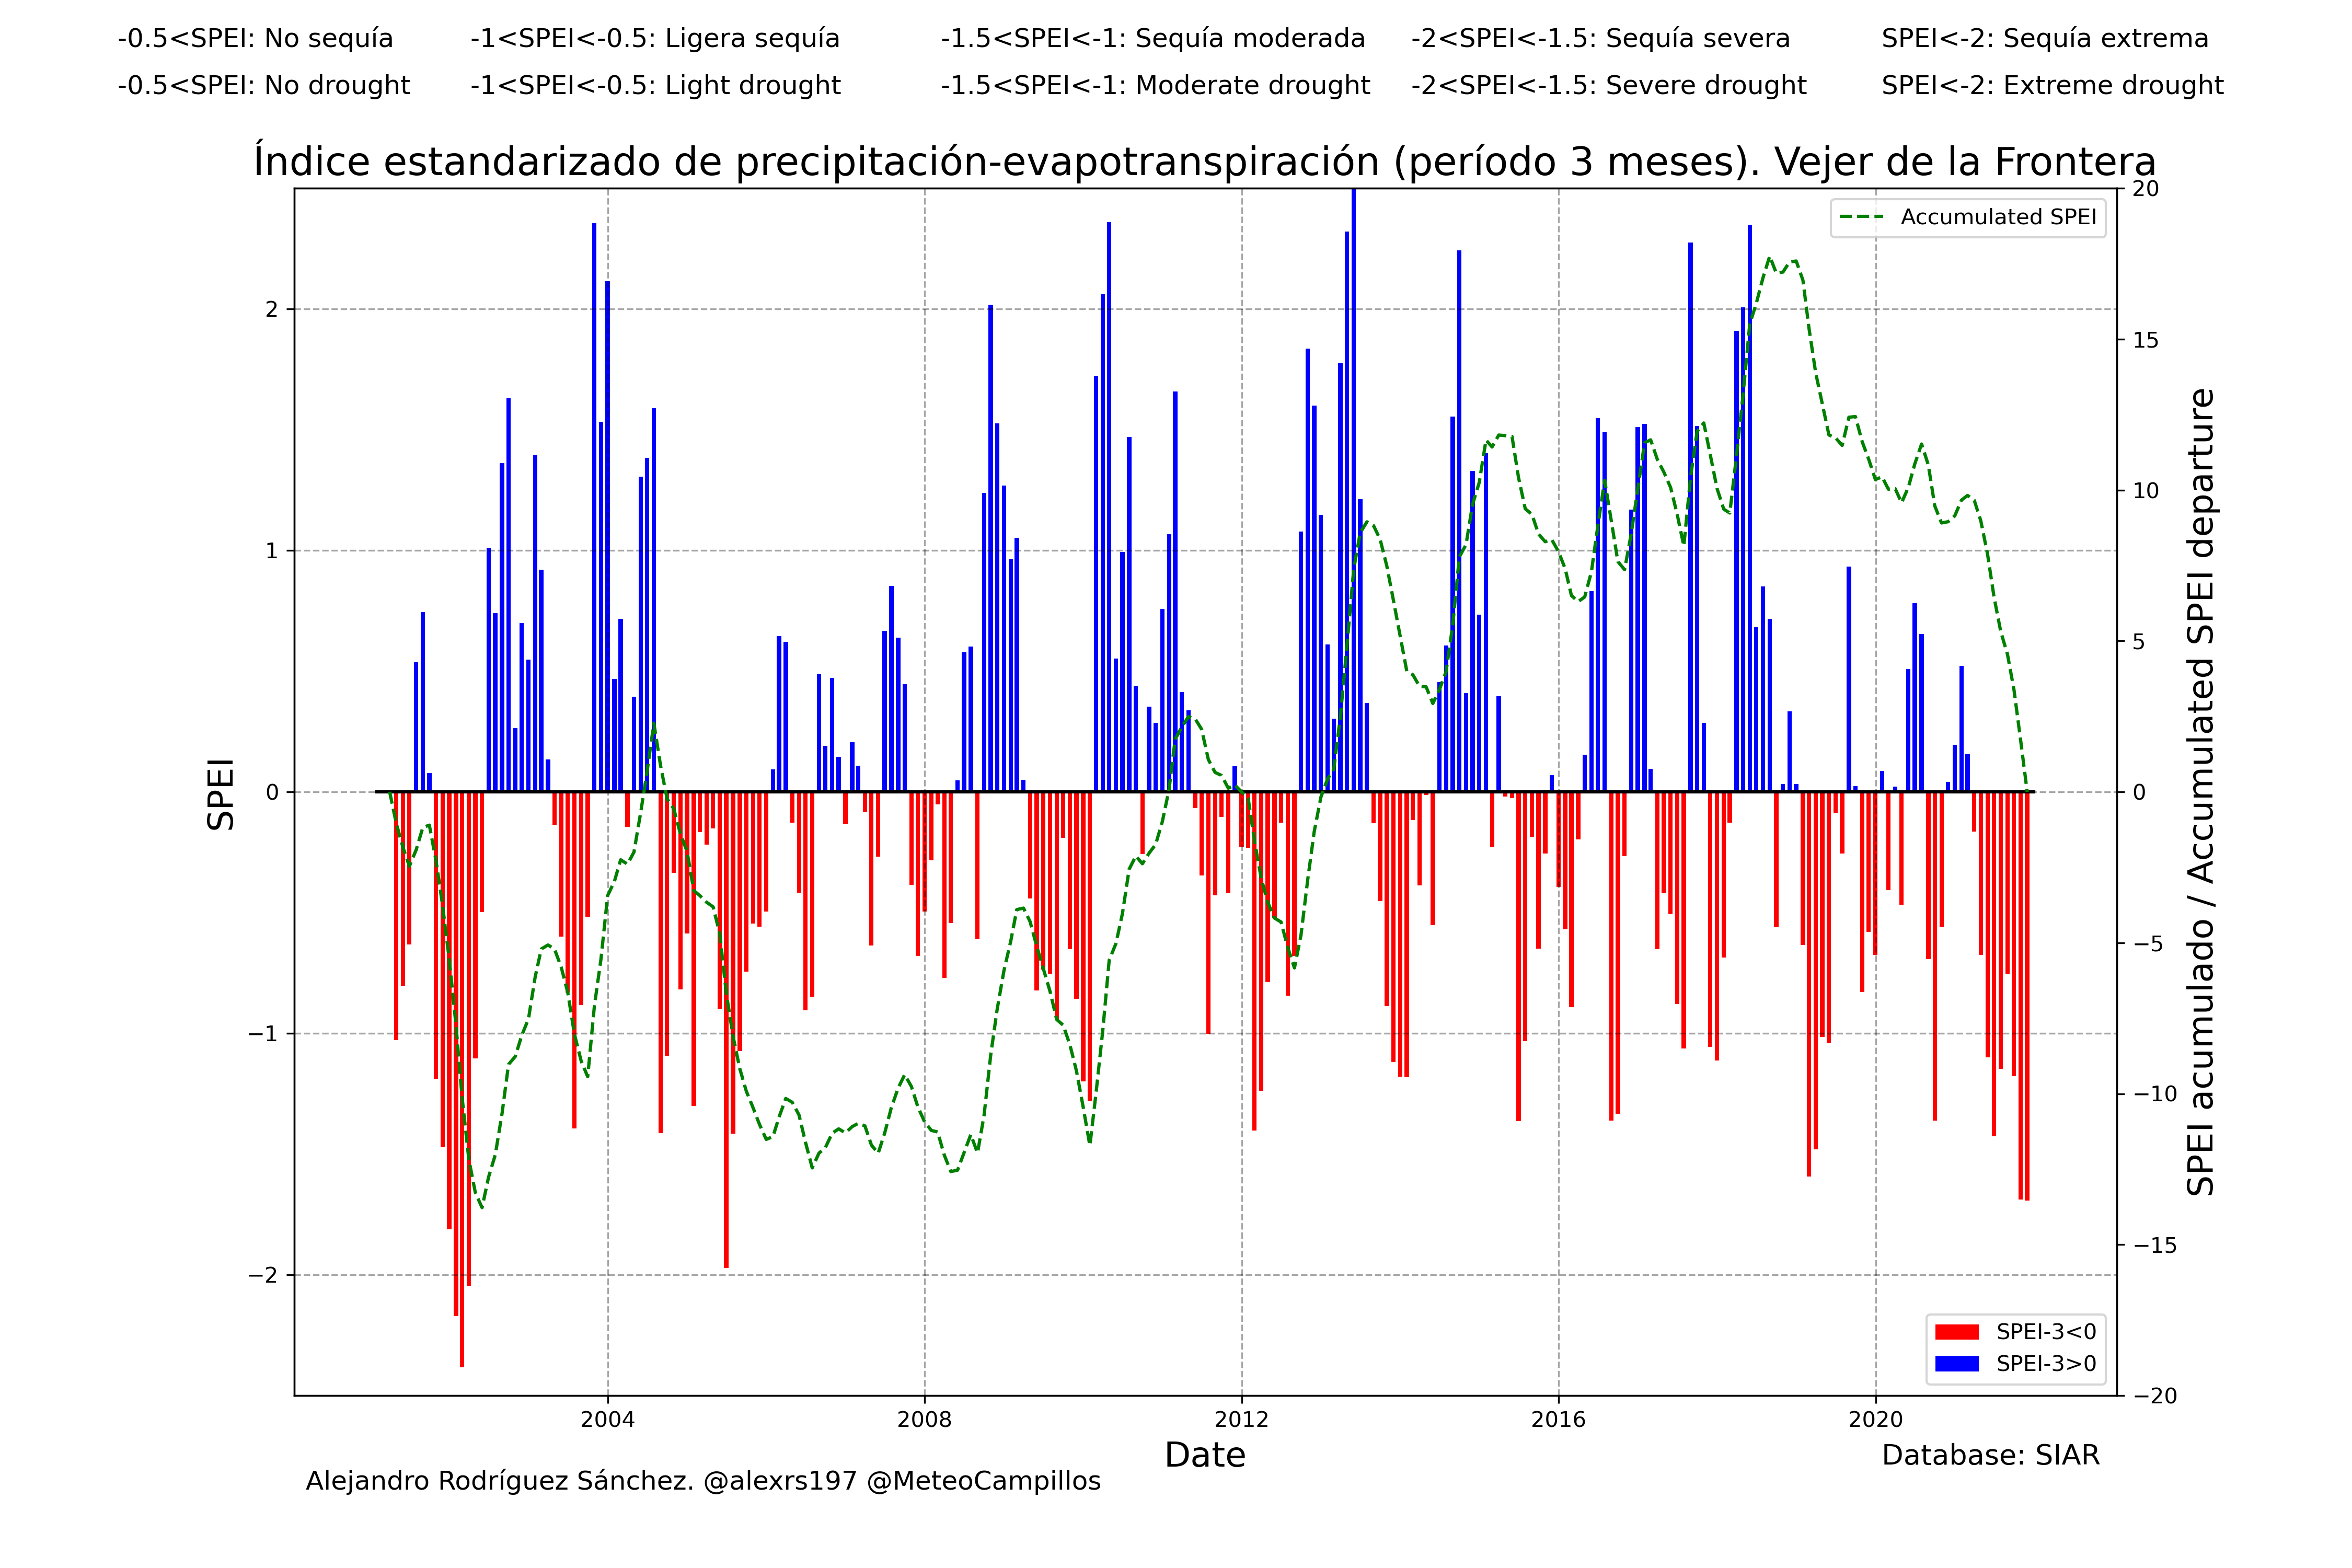 -0.5<SPEI: No sequía -1<SPEI<-0.5: Ligera sequía -1.5<SPEI<-1: Sequía moderada -2<SPEI<-1.5: Sequía severa SPEI<-2: Sequía extrema
-0.5<SPEI: No drought -1<SPEI<-0.5: Light drought -1.5<SPEI<-1: Moderate drought -2<SPEI<-1.5: Severe drought SPEI<-2: Extreme drought
Índice estandarizado de precipitación-evapotranspiración (período 3 meses). Vejer de la Frontera
Accumulated SPEI
SPEI
2
1
0
−1
−2
20
15
10
5
0
−5
−10
−15
−20
SPEI acumulado / Accumulated SPEI departure
SPEI-3<0
SPEI-3>0
2004 2008 2012 2016 2020
Date
Database: SIAR
Alejandro Rodríguez Sánchez. @alexrs197 @MeteoCampillos